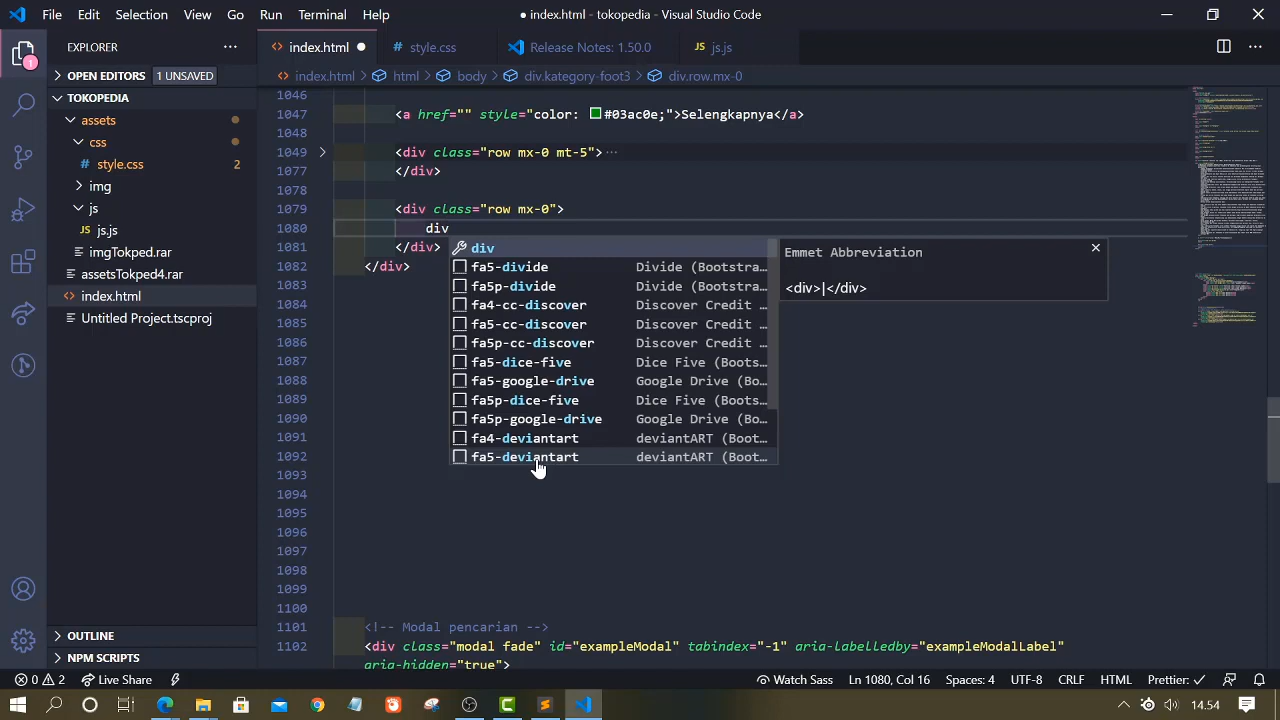 File Edit Selection View Go Run Terminal Help
● index.html - tokopedia - Visual Studio Code
EXPLORER
index.html
style.css
Release Notes: 1.50.0
JS js.js
index.html > html > body > div.kategory-foot3 > div.row.mx-0
OPEN EDITORS 1 UNSAVED
TOKOPEDIA
assets
css
style.css 2
img
js
JS js.js
imgTokped.rar
assetsTokped4.rar
index.html
Untitled Project.tscproj
OUTLINE
NPM SCRIPTS
1
1046
1047 <a href="" style="color: #03ac0e;">Selengkapnya</a>
1048
1049 <div class="row mx-0 mt-5"> ...
1077 </div>
1078
1079 <div class="row mx-0">
1080 div
1081 </div>
1082 </div>
1083
1084
1085
1086
1087
1088
1089
1090
1091
1092
1093
1094
1095
1096
1097
1098
1099
1100
1101 <!-- Modal pencarian -->
1102 <div class="modal fade" id="exampleModal" tabindex="-1" aria-labelledby="exampleModalLabel"
aria-hidden="true">
div
fa5-divide Divide (Bootstra…
fa5p-divide Divide (Bootstra…
fa4-cc-discover Discover Credit …
fa5-cc-discover Discover Credit …
fa5p-cc-discover Discover Credit …
fa5-dice-five Dice Five (Boots…
fa5-google-drive Google Drive (Bo…
fa5p-dice-five Dice Five (Boots…
fa5p-google-drive Google Drive (Bo…
fa4-deviantart deviantART (Boot…
fa5-deviantart deviantART (Boot…
Emmet Abbreviation
<div>|</div>
0 2 Live Share
Watch Sass Ln 1080, Col 16 Spaces: 4 UTF-8 CRLF HTML Prettier: ✓
14.54